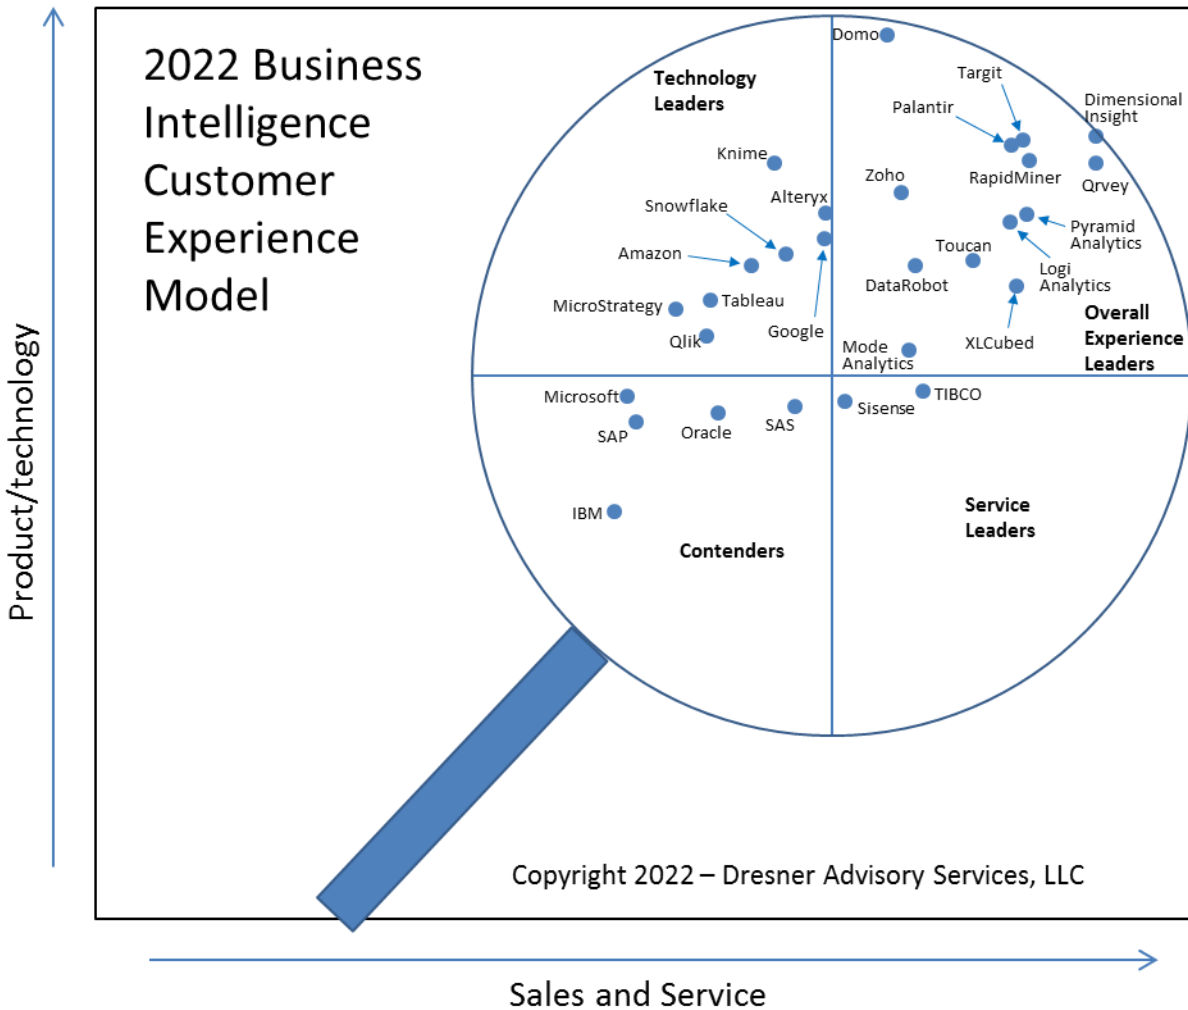 2022 Business
Intelligence
Customer
Experience
Model
Product/technology
Technology
Leaders
Domo
Targit
Palantir
Dimensional
Insight
Knime
RapidMiner
Qrvey
Zoho
Alteryx
Snowflake
Pyramid
Analytics
Amazon
Toucan
Logi
Analytics
DataRobot
MicroStrategy
Tableau
Google
Qlik
XLCubed
Mode
Analytics
Overall
Experience
Leaders
Microsoft
SAP
Oracle
SAS
Sisense
TIBCO
IBM
Contenders
Service
Leaders
Copyright 2022 – Dresner Advisory Services, LLC
Sales and Service